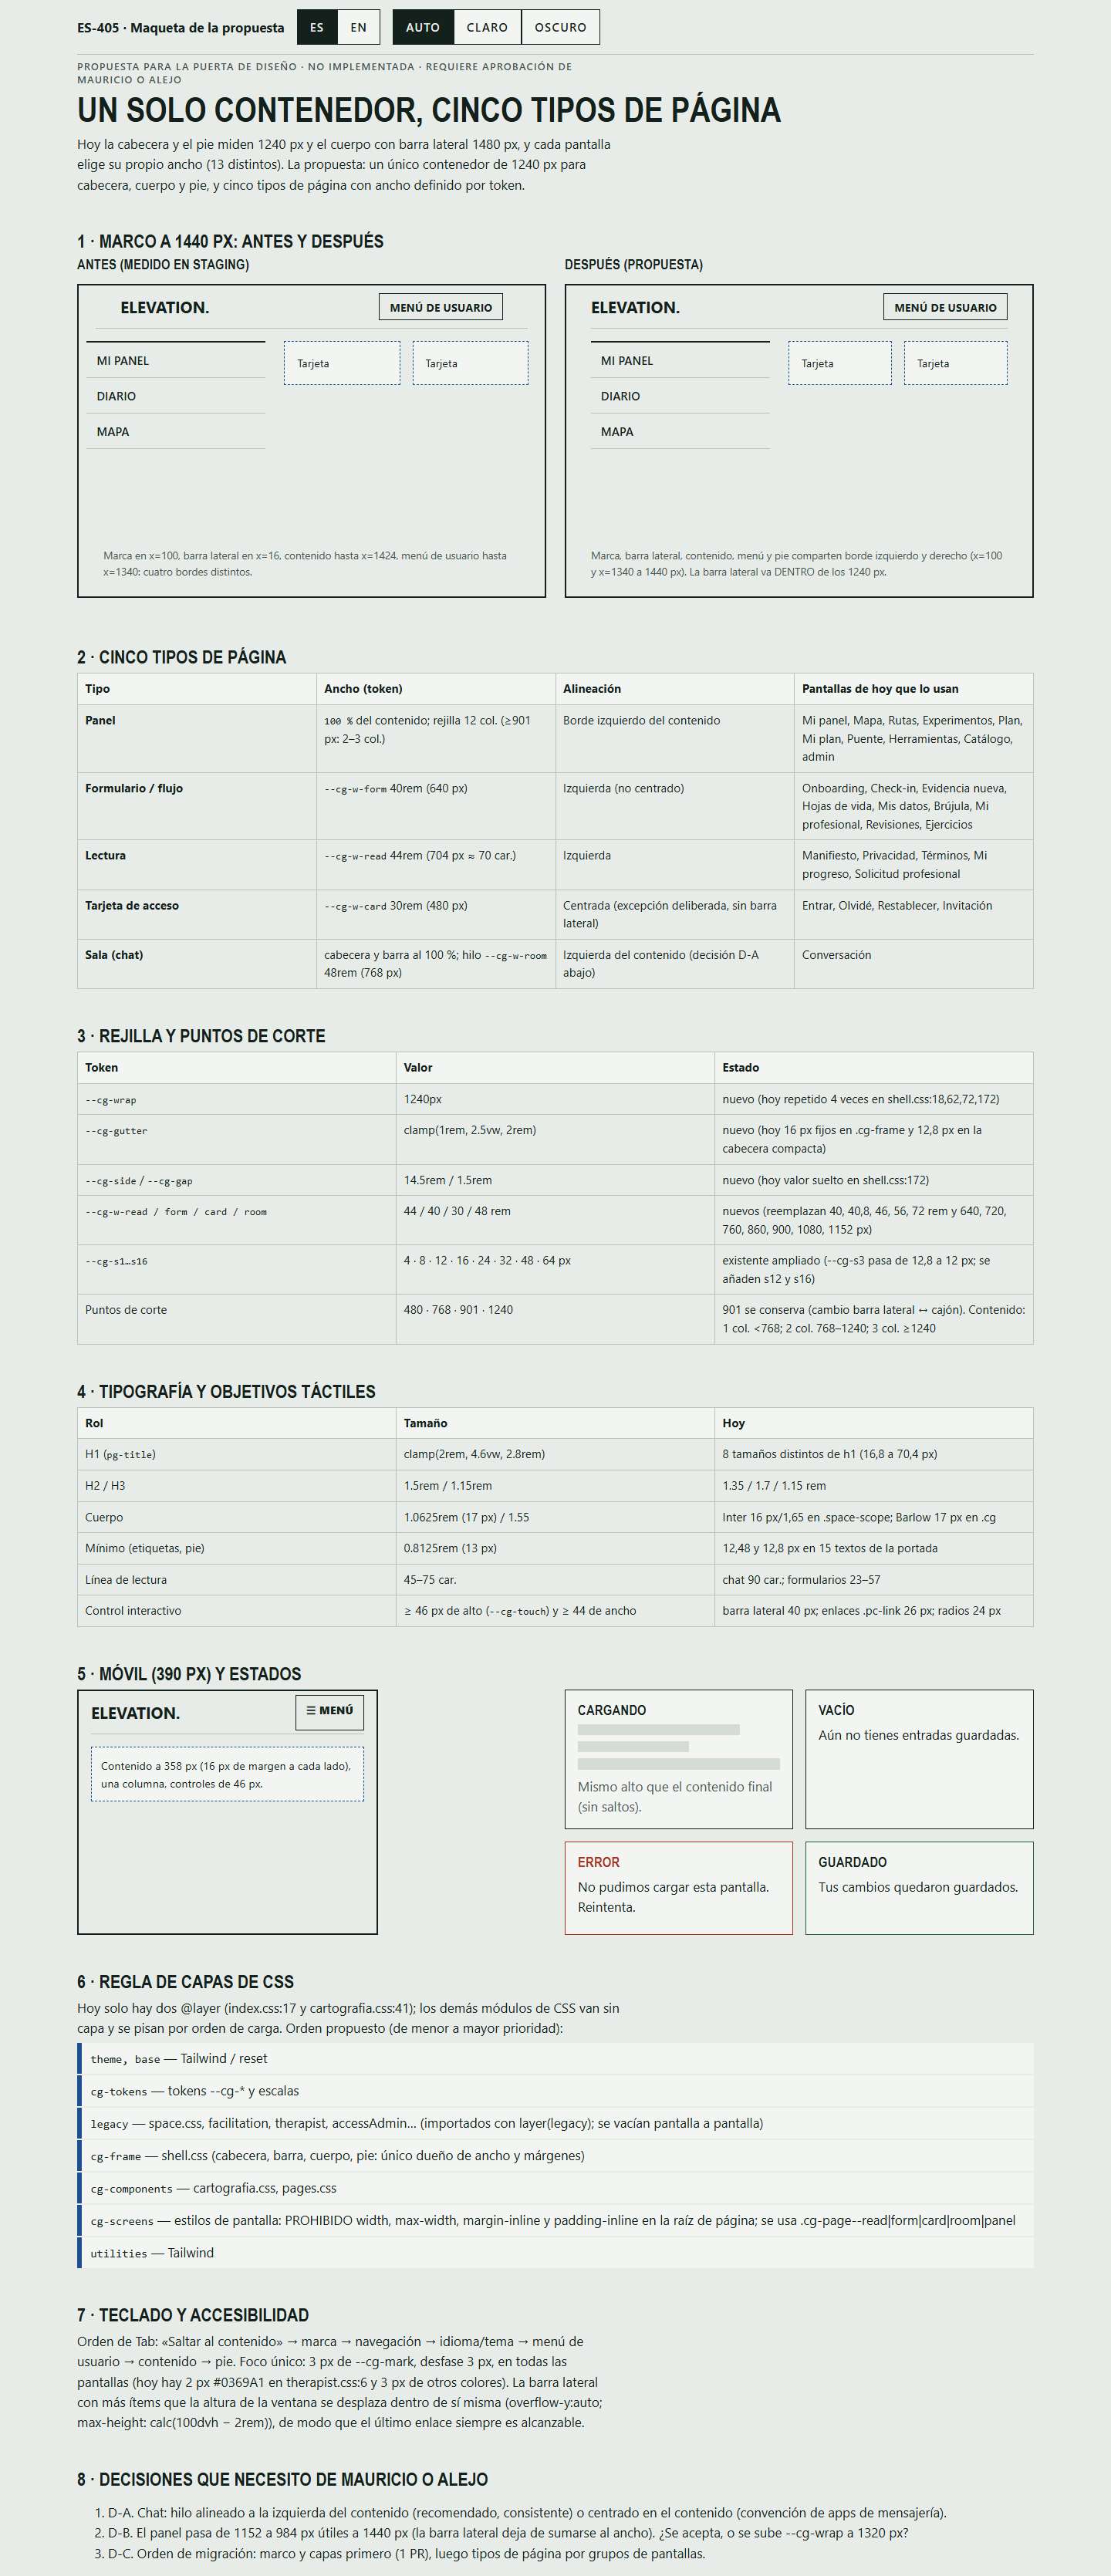 ES-405 · Maqueta de la propuesta
ES
EN
AUTO
CLARO
OSCURO
PROPUESTA PARA LA PUERTA DE DISEÑO · NO IMPLEMENTADA · REQUIERE APROBACIÓN DE
MAURICIO O ALEJO
UN SOLO CONTENEDOR, CINCO TIPOS DE PÁGINA
Hoy la cabecera y el pie miden 1240 px y el cuerpo con barra lateral 1480 px, y cada pantalla
elige su propio ancho (13 distintos). La propuesta: un único contenedor de 1240 px para
cabecera, cuerpo y pie, y cinco tipos de página con ancho definido por token.
1 · MARCO A 1440 PX: ANTES Y DESPUÉS
ANTES (MEDIDO EN STAGING)
ELEVATION.
MENÚ DE USUARIO
MI PANEL
DIARIO
MAPA
Tarjeta
Tarjeta
Marca en x=100, barra lateral en x=16, contenido hasta x=1424, menú de usuario hasta
x=1340: cuatro bordes distintos.
DESPUÉS (PROPUESTA)
ELEVATION.
MENÚ DE USUARIO
MI PANEL
DIARIO
MAPA
Tarjeta
Tarjeta
Marca, barra lateral, contenido, menú y pie comparten borde izquierdo y derecho (x=100
y x=1340 a 1440 px). La barra lateral va DENTRO de los 1240 px.
2 · CINCO TIPOS DE PÁGINA
Tipo
Ancho (token)
Alineación
Pantallas de hoy que lo usan
Panel
100 % del contenido; rejilla 12 col. (≥901
px: 2–3 col.)
Borde izquierdo del contenido
Mi panel, Mapa, Rutas, Experimentos, Plan,
Mi plan, Puente, Herramientas, Catálogo,
admin
Formulario / flujo
--cg-w-form 40rem (640 px)
Izquierda (no centrado)
Onboarding, Check-in, Evidencia nueva,
Hojas de vida, Mis datos, Brújula, Mi
profesional, Revisiones, Ejercicios
Lectura
--cg-w-read 44rem (704 px ≈ 70 car.)
Izquierda
Manifiesto, Privacidad, Términos, Mi
progreso, Solicitud profesional
Tarjeta de acceso
--cg-w-card 30rem (480 px)
Centrada (excepción deliberada, sin barra
lateral)
Entrar, Olvidé, Restablecer, Invitación
Sala (chat)
cabecera y barra al 100 %; hilo --cg-w-room
48rem (768 px)
Izquierda del contenido (decisión D-A
abajo)
Conversación
3 · REJILLA Y PUNTOS DE CORTE
Token
Valor
Estado
--cg-wrap
1240px
nuevo (hoy repetido 4 veces en shell.css:18,62,72,172)
--cg-gutter
clamp(1rem, 2.5vw, 2rem)
nuevo (hoy 16 px fijos en .cg-frame y 12,8 px en la
cabecera compacta)
--cg-side / --cg-gap
14.5rem / 1.5rem
nuevo (hoy valor suelto en shell.css:172)
--cg-w-read / form / card / room
44 / 40 / 30 / 48 rem
nuevos (reemplazan 40, 40,8, 46, 56, 72 rem y 640, 720,
760, 860, 900, 1080, 1152 px)
--cg-s1…s16
4 · 8 · 12 · 16 · 24 · 32 · 48 · 64 px
existente ampliado (--cg-s3 pasa de 12,8 a 12 px; se
añaden s12 y s16)
Puntos de corte
480 · 768 · 901 · 1240
901 se conserva (cambio barra lateral ↔ cajón). Contenido:
1 col. <768; 2 col. 768–1240; 3 col. ≥1240
4 · TIPOGRAFÍA Y OBJETIVOS TÁCTILES
Rol
Tamaño
Hoy
H1 (pg-title)
clamp(2rem, 4.6vw, 2.8rem)
8 tamaños distintos de h1 (16,8 a 70,4 px)
H2 / H3
1.5rem / 1.15rem
1.35 / 1.7 / 1.15 rem
Cuerpo
1.0625rem (17 px) / 1.55
Inter 16 px/1,65 en .space-scope; Barlow 17 px en .cg
Mínimo (etiquetas, pie)
0.8125rem (13 px)
12,48 y 12,8 px en 15 textos de la portada
Línea de lectura
45–75 car.
chat 90 car.; formularios 23–57
Control interactivo
≥ 46 px de alto (--cg-touch) y ≥ 44 de ancho
barra lateral 40 px; enlaces .pc-link 26 px; radios 24 px
5 · MÓVIL (390 PX) Y ESTADOS
ELEVATION.
☰ MENÚ
Contenido a 358 px (16 px de margen a cada lado),
una columna, controles de 46 px.
CARGANDO
Mismo alto que el contenido final
(sin saltos).
VACÍO
Aún no tienes entradas guardadas.
ERROR
No pudimos cargar esta pantalla.
Reintenta.
GUARDADO
Tus cambios quedaron guardados.
6 · REGLA DE CAPAS DE CSS
Hoy solo hay dos @layer (index.css:17 y cartografia.css:41); los demás módulos de CSS van sin
capa y se pisan por orden de carga. Orden propuesto (de menor a mayor prioridad):
theme, base — Tailwind / reset
cg-tokens — tokens --cg-* y escalas
legacy — space.css, facilitation, therapist, accessAdmin… (importados con layer(legacy); se vacían pantalla a pantalla)
cg-frame — shell.css (cabecera, barra, cuerpo, pie: único dueño de ancho y márgenes)
cg-components — cartografia.css, pages.css
cg-screens — estilos de pantalla: PROHIBIDO width, max-width, margin-inline y padding-inline en la raíz de página; se usa .cg-page--read|form|card|room|panel
utilities — Tailwind
7 · TECLADO Y ACCESIBILIDAD
Orden de Tab: «Saltar al contenido» → marca → navegación → idioma/tema → menú de
usuario → contenido → pie. Foco único: 3 px de --cg-mark, desfase 3 px, en todas las
pantallas (hoy hay 2 px #0369A1 en therapist.css:6 y 3 px de otros colores). La barra lateral
con más ítems que la altura de la ventana se desplaza dentro de sí misma (overflow-y:auto;
max-height: calc(100dvh − 2rem)), de modo que el último enlace siempre es alcanzable.
8 · DECISIONES QUE NECESITO DE MAURICIO O ALEJO
1. D-A. Chat: hilo alineado a la izquierda del contenido (recomendado, consistente) o centrado en el contenido (convención de apps de mensajería).
2. D-B. El panel pasa de 1152 a 984 px útiles a 1440 px (la barra lateral deja de sumarse al ancho). ¿Se acepta, o se sube --cg-wrap a 1320 px?
3. D-C. Orden de migración: marco y capas primero (1 PR), luego tipos de página por grupos de pantallas.